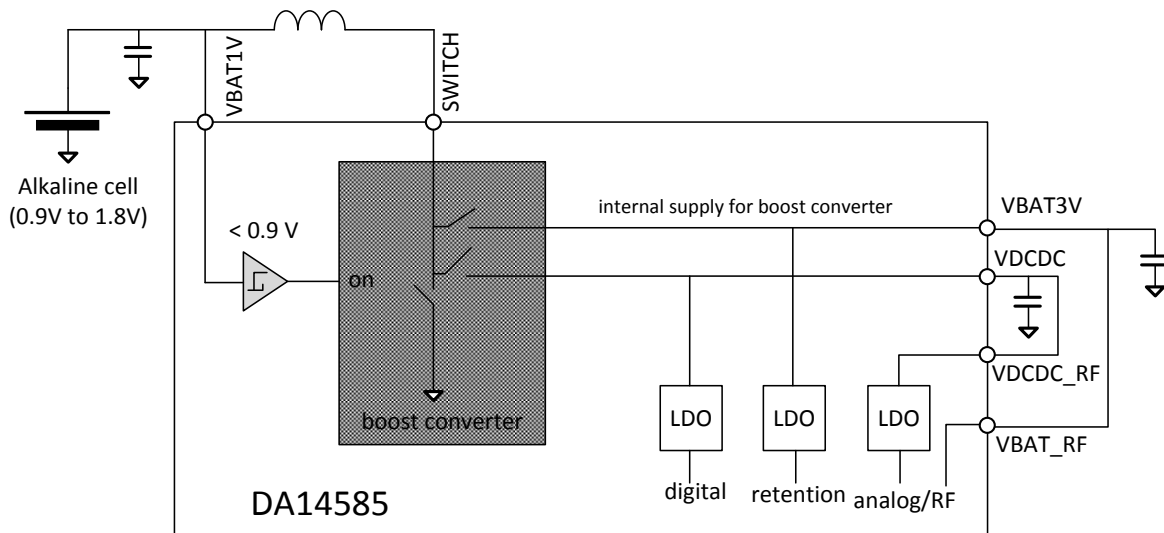 VBAT1V
SWITCH
Alkaline cell
(0.9V to 1.8V)
< 0.9 V
on
boost converter
internal supply for boost converter
VBAT3V
VDCDC
VDCDC_RF
VBAT_RF
LDO
LDO
LDO
digital
retention
analog/RF
DA14585